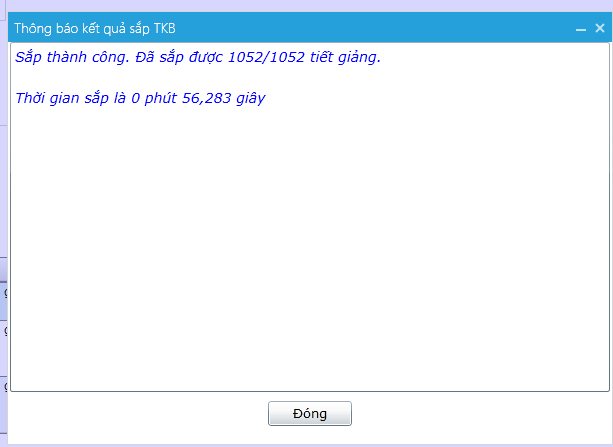 Thông báo kết quả sắp TKB
Sắp thành công. Đã sắp được 1052/1052 tiết giảng.
Thời gian sắp là 0 phút 56,283 giây
Đóng